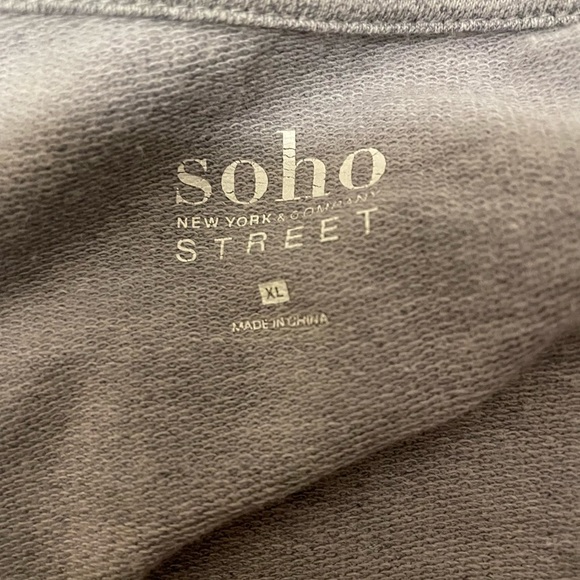 soho
NEW YORK & COMPANY
STREET
XL
MADE IN CHINA